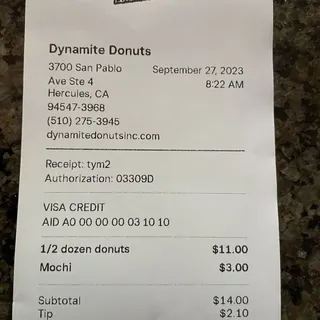 Dynamite Donuts
3700 San Pablo September 27, 2023
Ave Ste 4 8:22 AM
Hercules, CA
94547-3968
(510) 275-3945
dynamitedonutsinc.com
Receipt: tym2
Authorization: 03309D
VISA CREDIT
AID A0 00 00 00 03 10 10
1/2 dozen donuts $11.00
Mochi $3.00
Subtotal $14.00
Tip $2.10